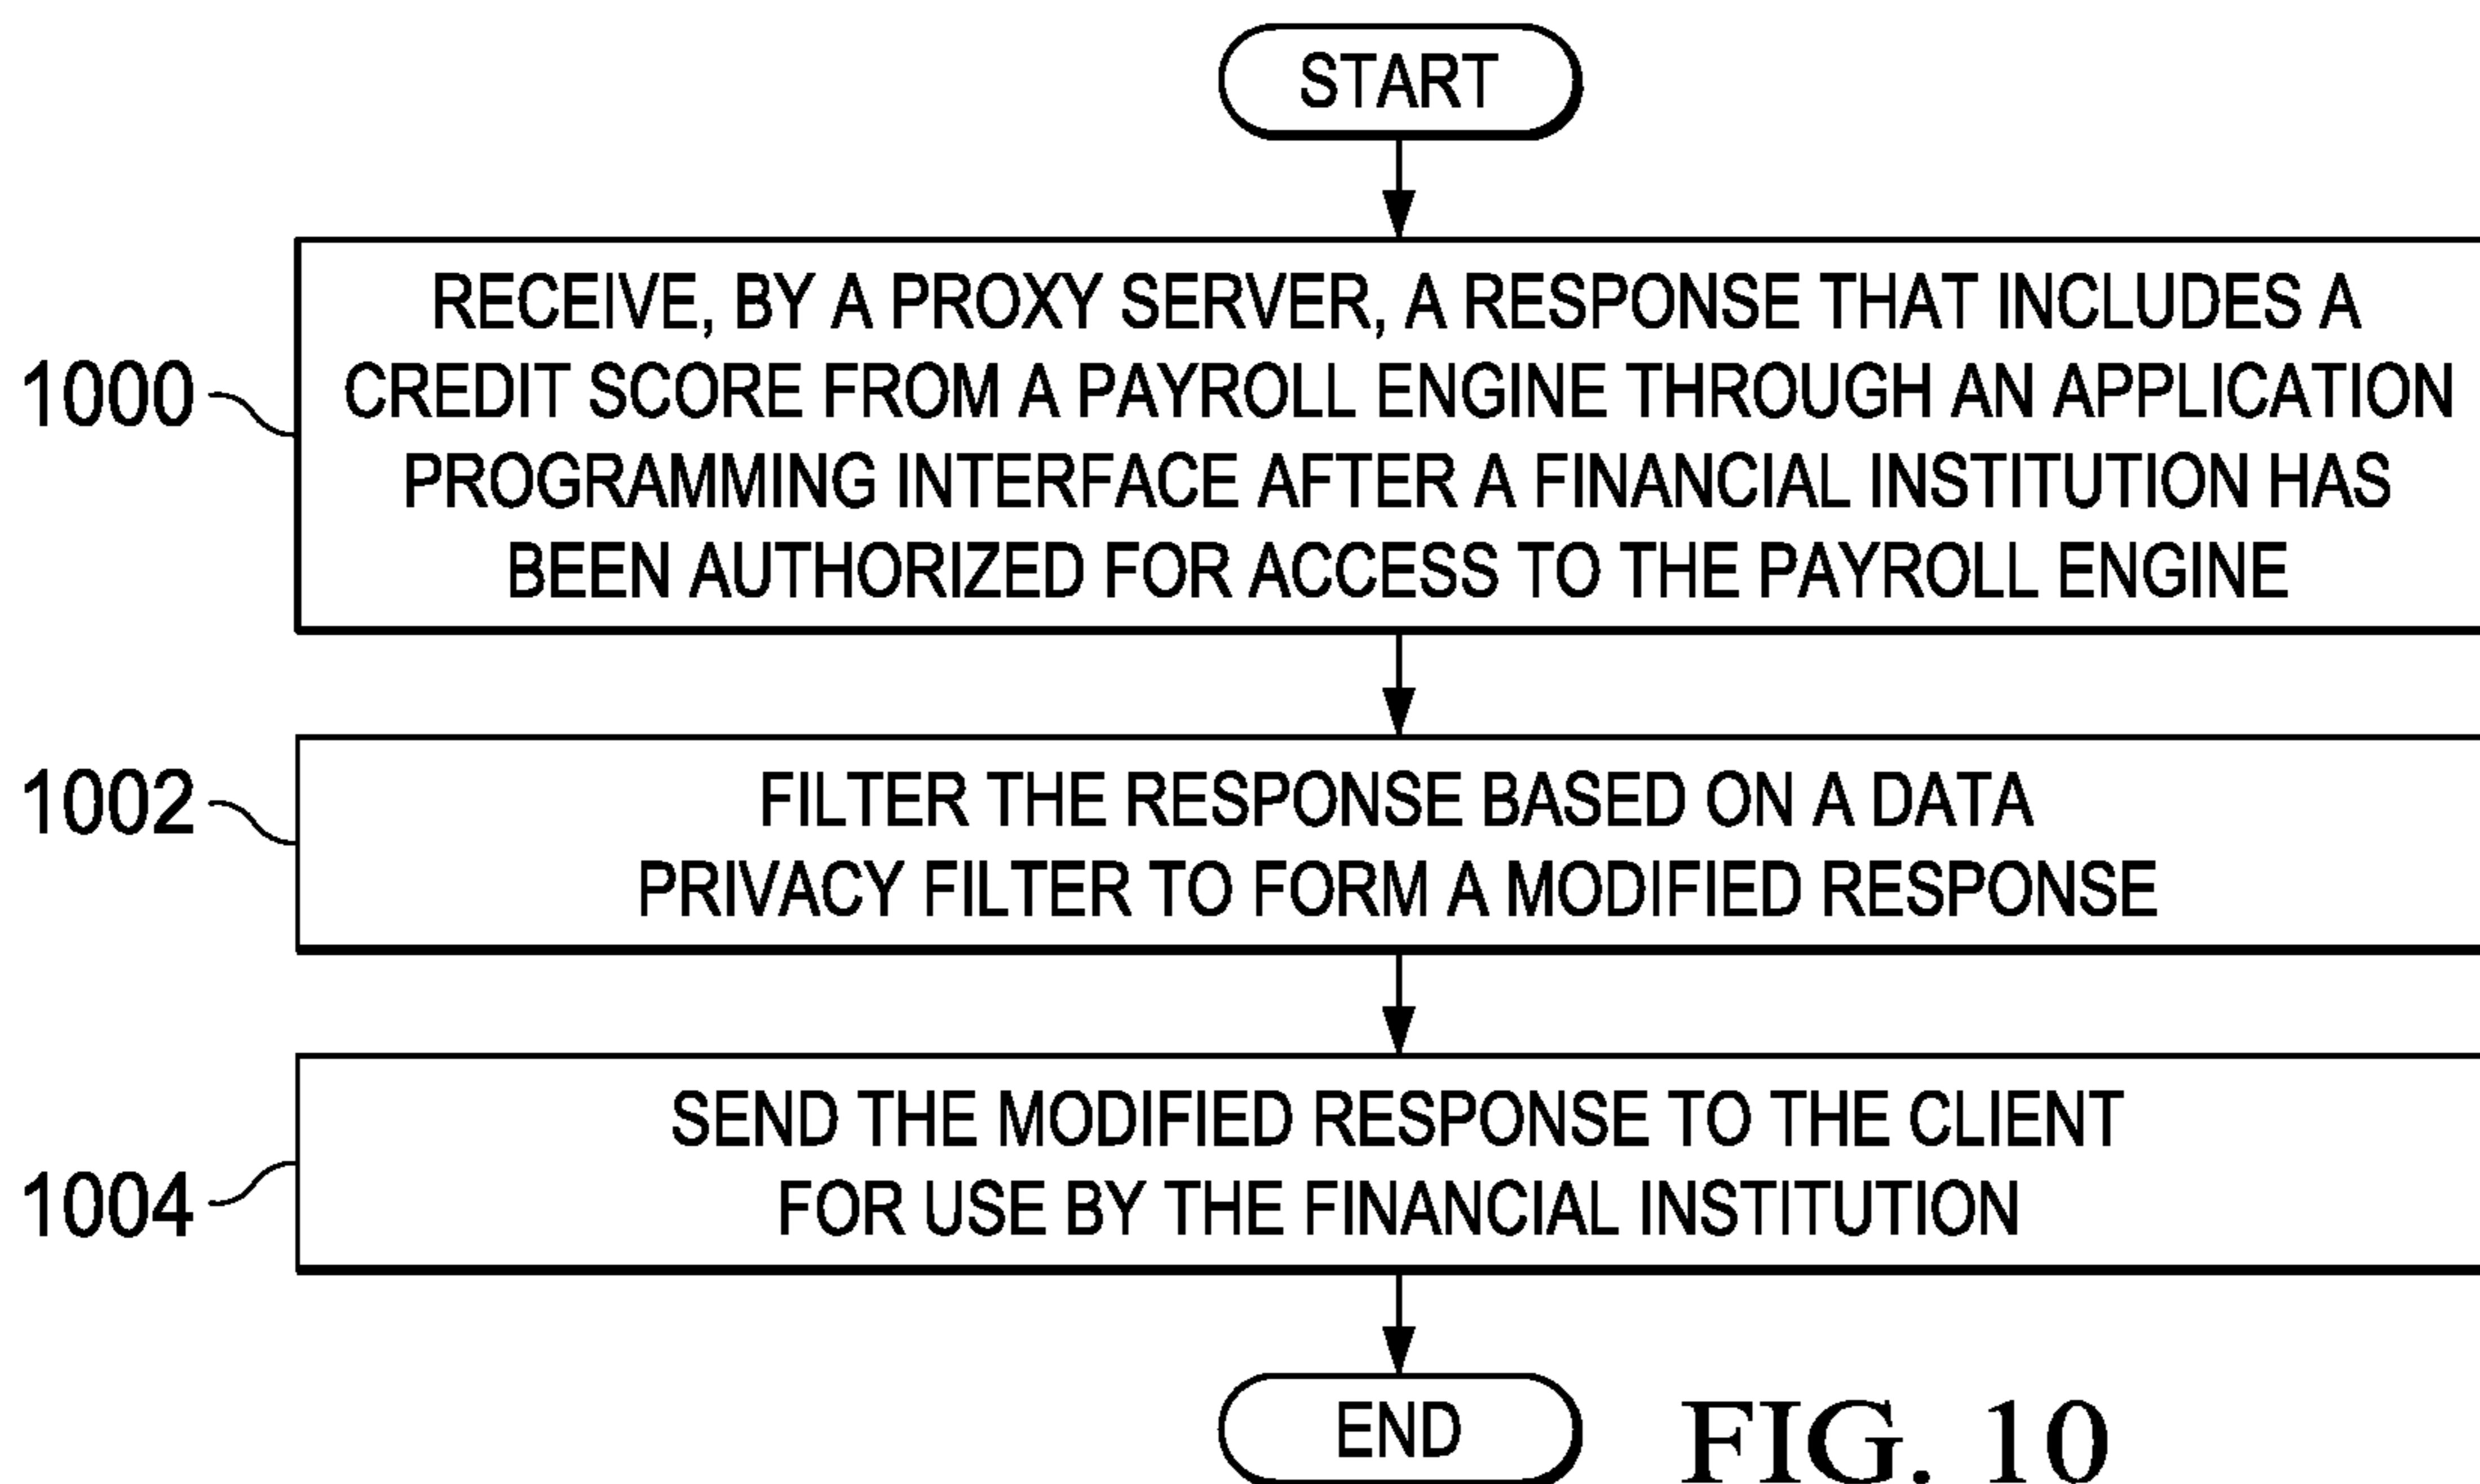 START
1000
RECEIVE, BY A PROXY SERVER, A RESPONSE THAT INCLUDES A
CREDIT SCORE FROM A PAYROLL ENGINE THROUGH AN APPLICATION
PROGRAMMING INTERFACE AFTER A FINANCIAL INSTITUTION HAS
BEEN AUTHORIZED FOR ACCESS TO THE PAYROLL ENGINE
1002
FILTER THE RESPONSE BASED ON A DATA
PRIVACY FILTER TO FORM A MODIFIED RESPONSE
1004
SEND THE MODIFIED RESPONSE TO THE CLIENT
FOR USE BY THE FINANCIAL INSTITUTION
END
FIG. 10